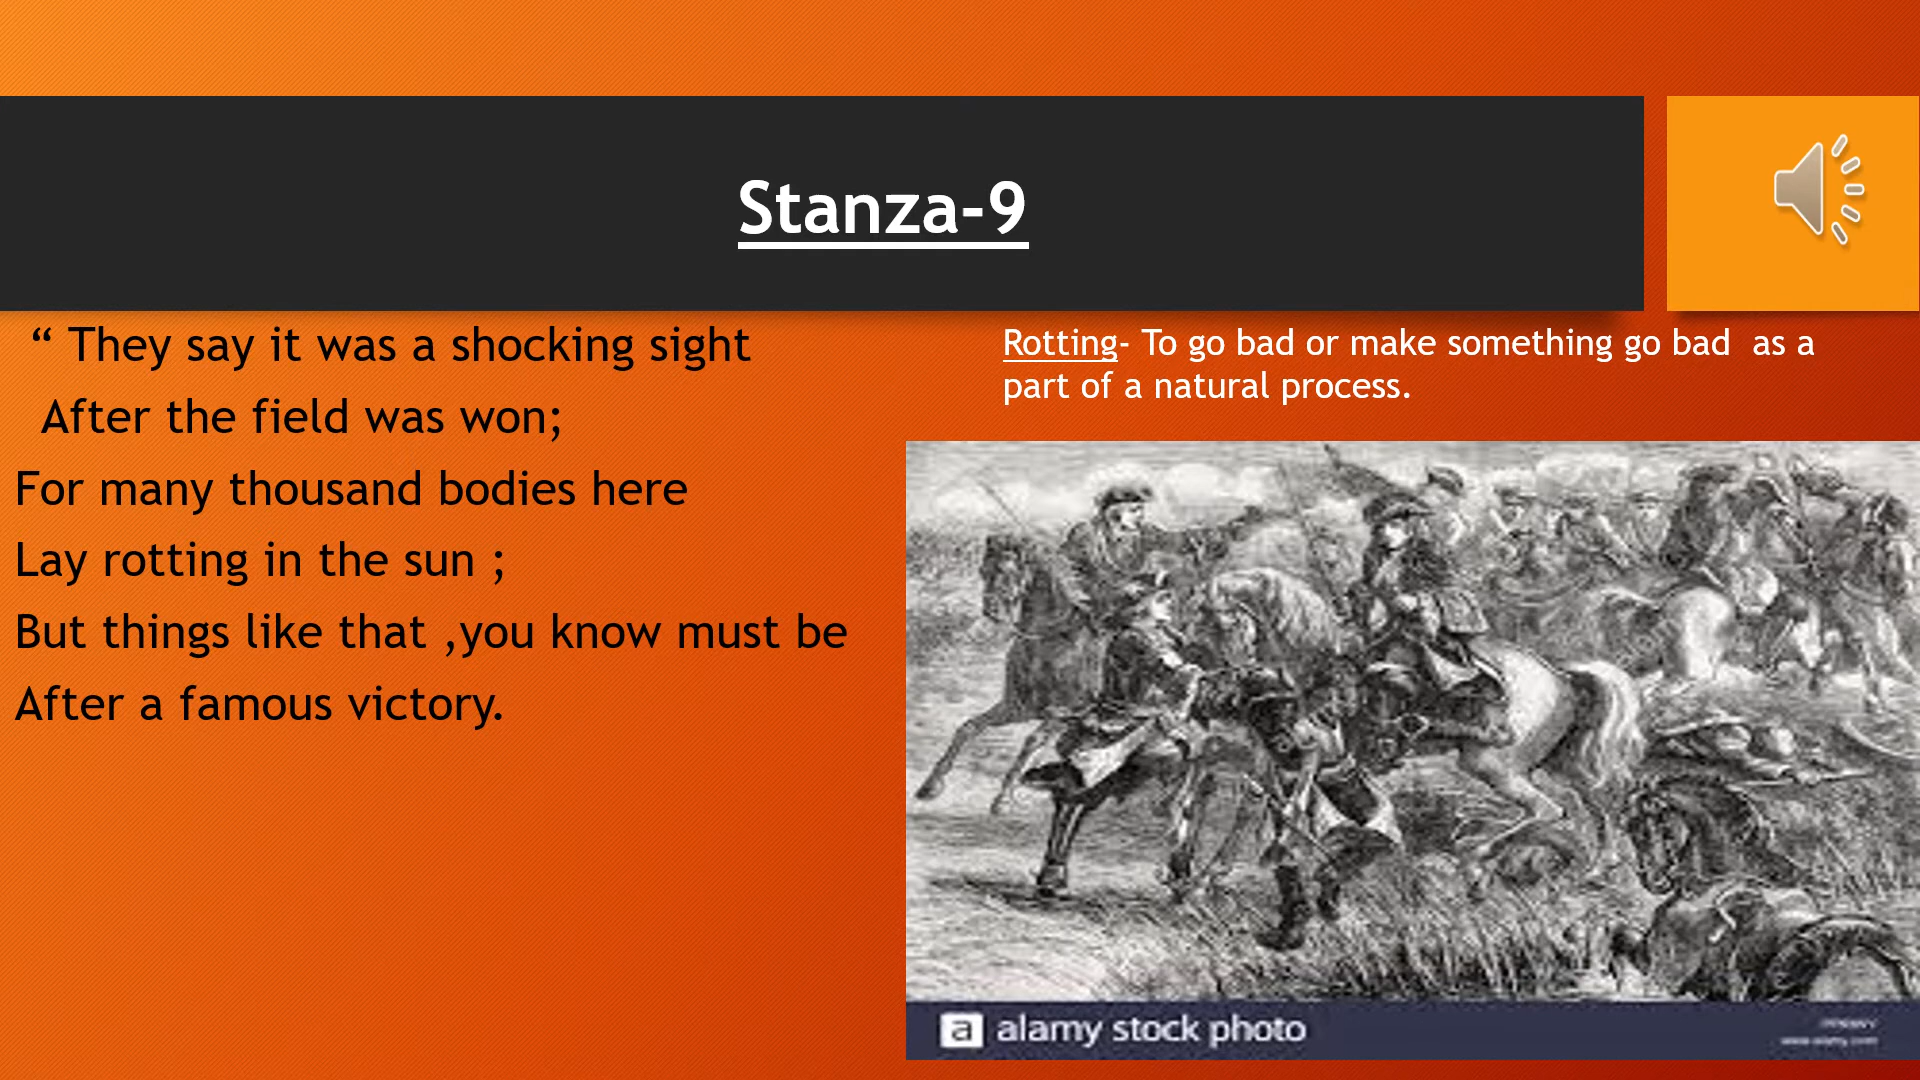 Stanza-9
“ They say it was a shocking sight
After the field was won;
For many thousand bodies here
Lay rotting in the sun ;
But things like that ,you know must be
After a famous victory.
Rotting- To go bad or make something go bad  as a
part of a natural process.
a alamy stock photo